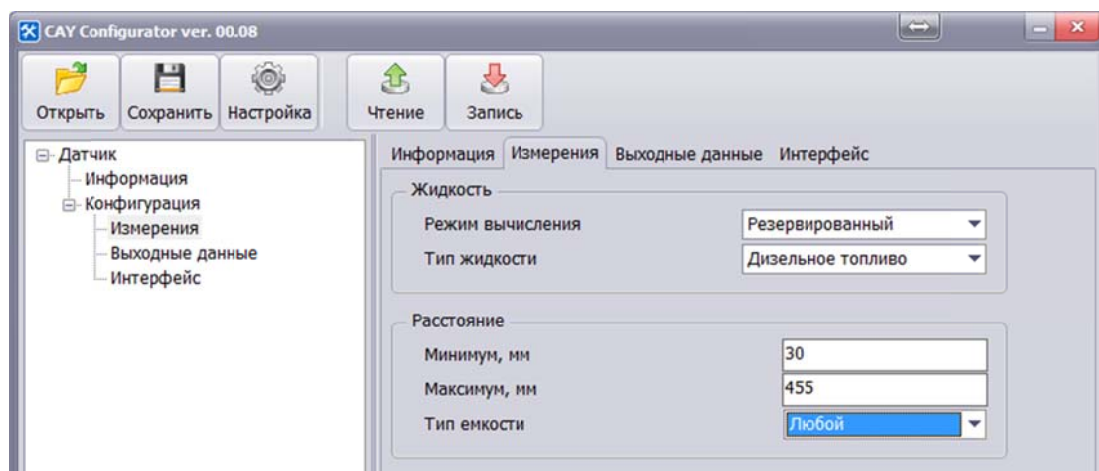 CAY Configurator ver. 00.08
Открыть Сохранить Настройка Чтение Запись
Датчик
Информация
Конфигурация
Измерения
Выходные данные
Интерфейс
Информация Измерения Выходные данные Интерфейс
Жидкость
Режим вычисления Резервированный
Тип жидкости Дизельное топливо
Расстояние
Минимум, мм 30
Максимум, мм 455
Тип емкости Любой